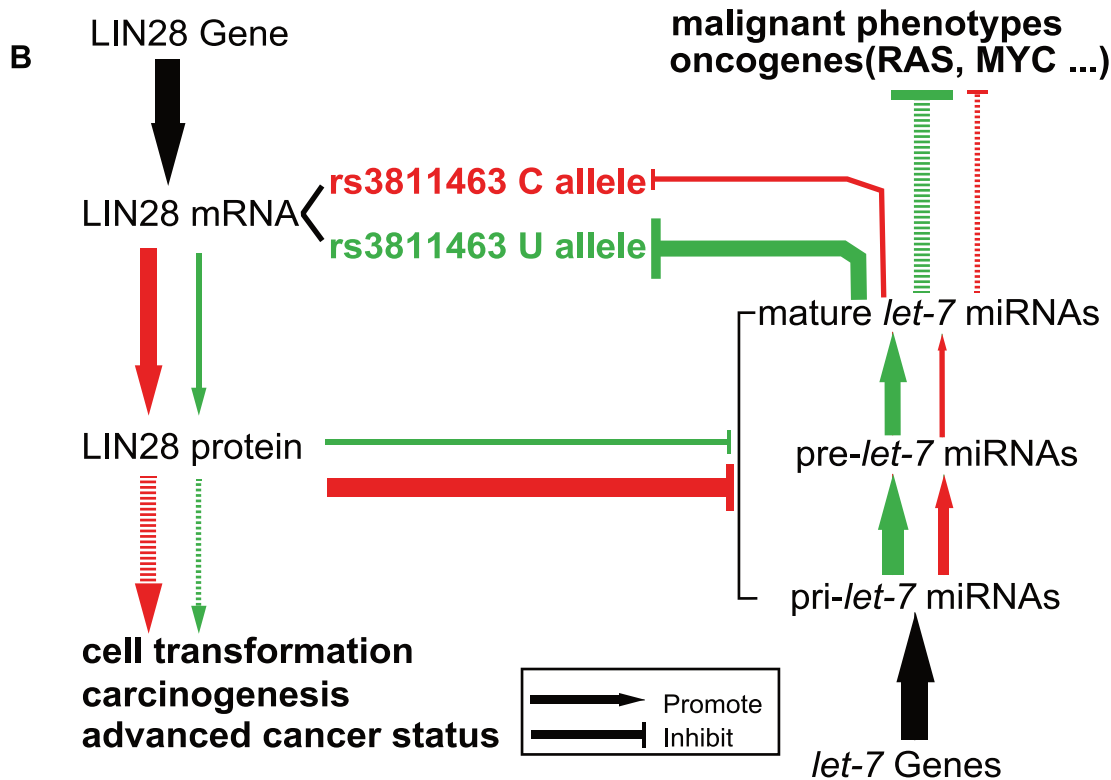 B
LIN28 Gene
malignant phenotypes
oncogenes(RAS, MYC ...)
LIN28 mRNA
rs3811463 C allele
rs3811463 U allele
mature let-7 miRNAs
LIN28 protein
pre-let-7 miRNAs
pri-let-7 miRNAs
cell transformation
carcinogenesis
advanced cancer status
Promote
Inhibit
let-7 Genes